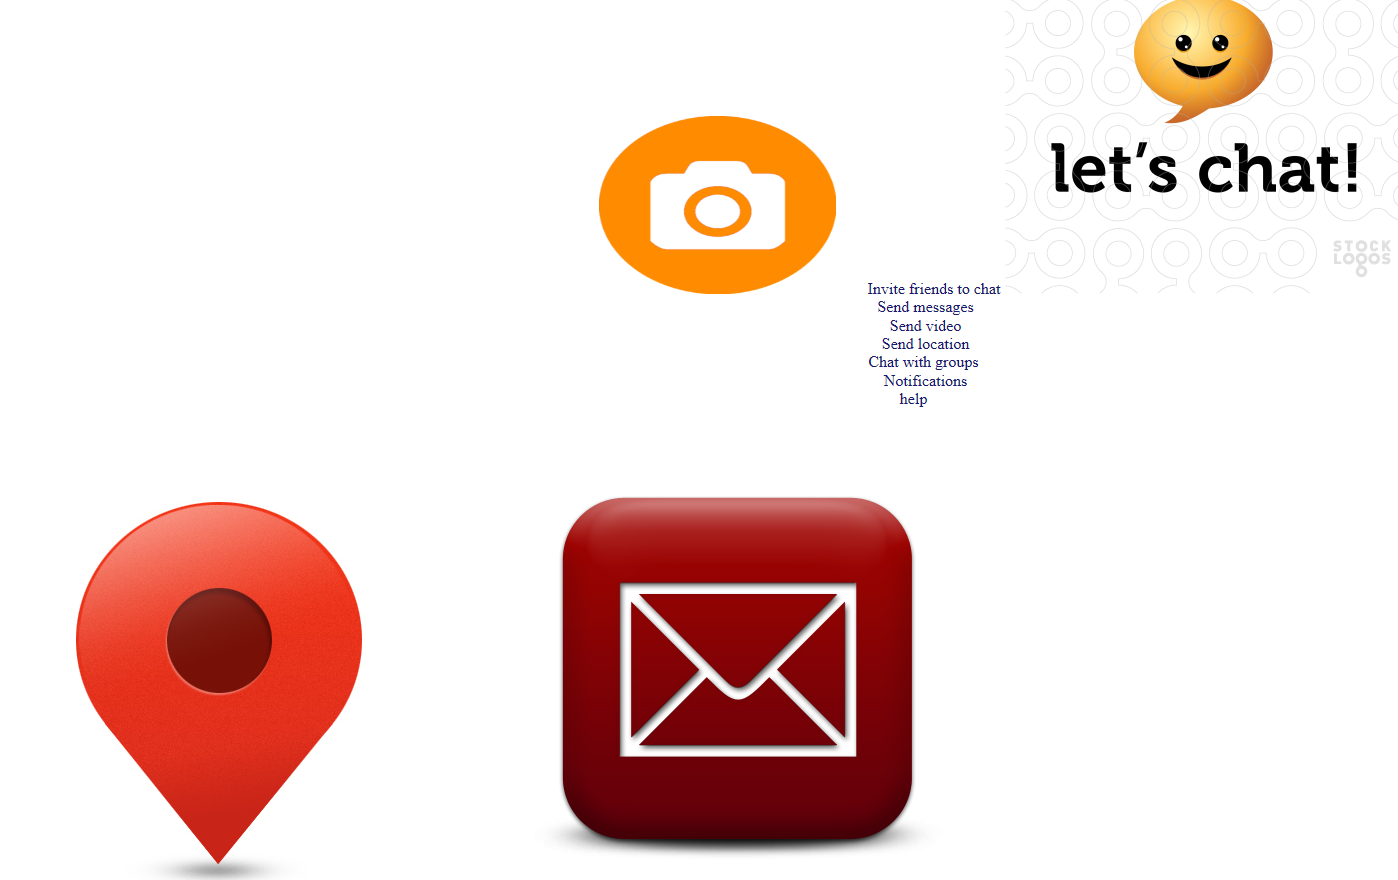 let's chat!
STOCK
LOGOS
Invite friends to chat
Send messages
Send video
Send location
Chat with groups
Notifications
help